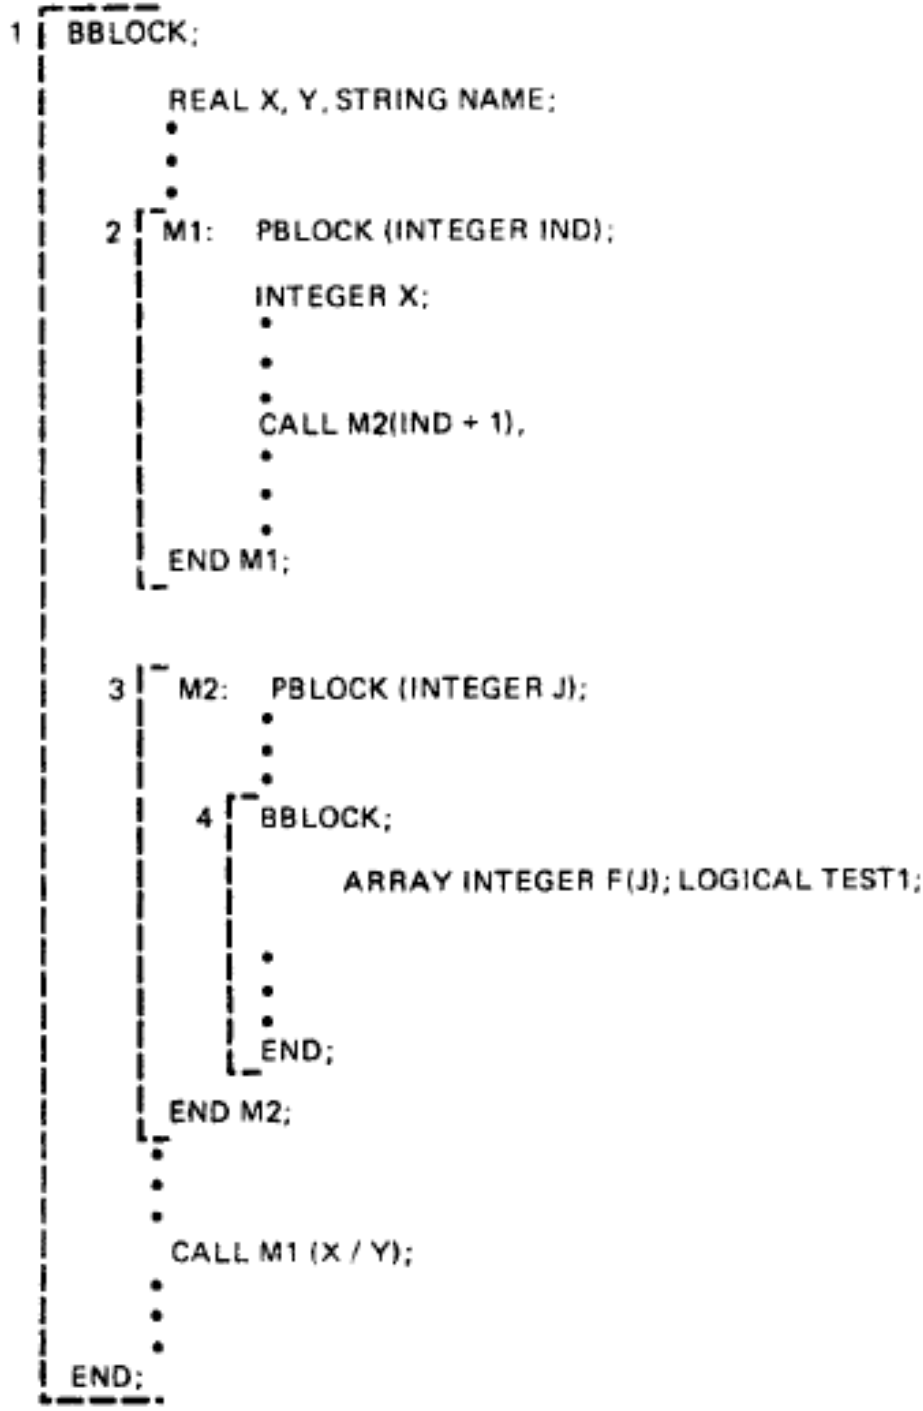 1 BBLOCK;
REAL X, Y, STRING NAME;
2 M1: PBLOCK (INTEGER IND);
INTEGER X;
CALL M2(IND + 1),
END M1;
3 M2: PBLOCK (INTEGER J);
4 BBLOCK;
ARRAY INTEGER F(J); LOGICAL TEST1;
END;
END M2;
CALL M1 (X / Y);
END;